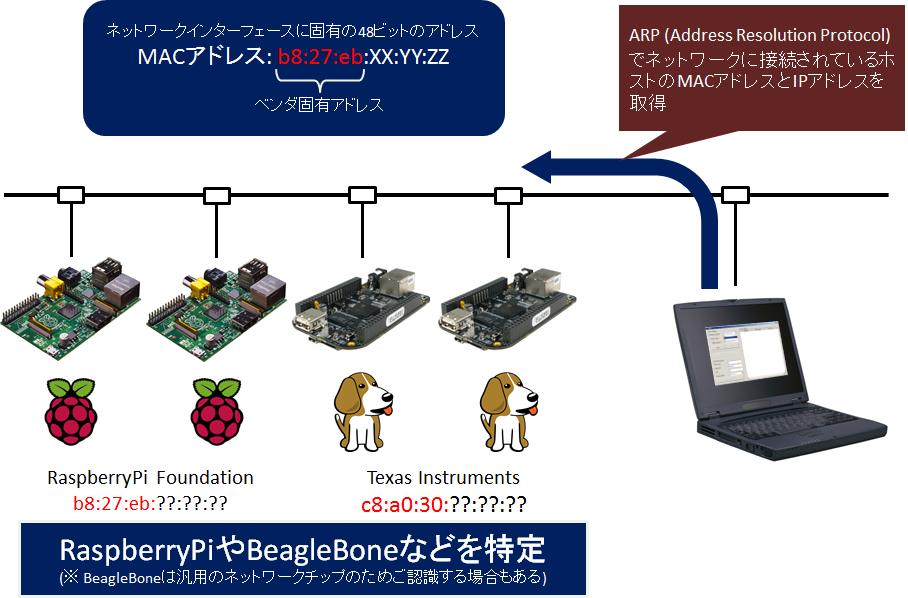 ネットワークインターフェースに固有の48ビットのアドレス
MACアドレス: b8:27:eb:XX:YY:ZZ
ベンダ固有アドレス
ARP (Address Resolution Protocol)
でネットワークに接続されているホ
ストのMACアドレスとIPアドレスを
取得
RaspberryPi Foundation
b8:27:eb:??:??:??
Texas Instruments
c8:a0:30:??:??:??
RaspberryPiやBeagleBoneなどを特定
(※ BeagleBoneは汎用のネットワークチップのためご認識する場合もある)